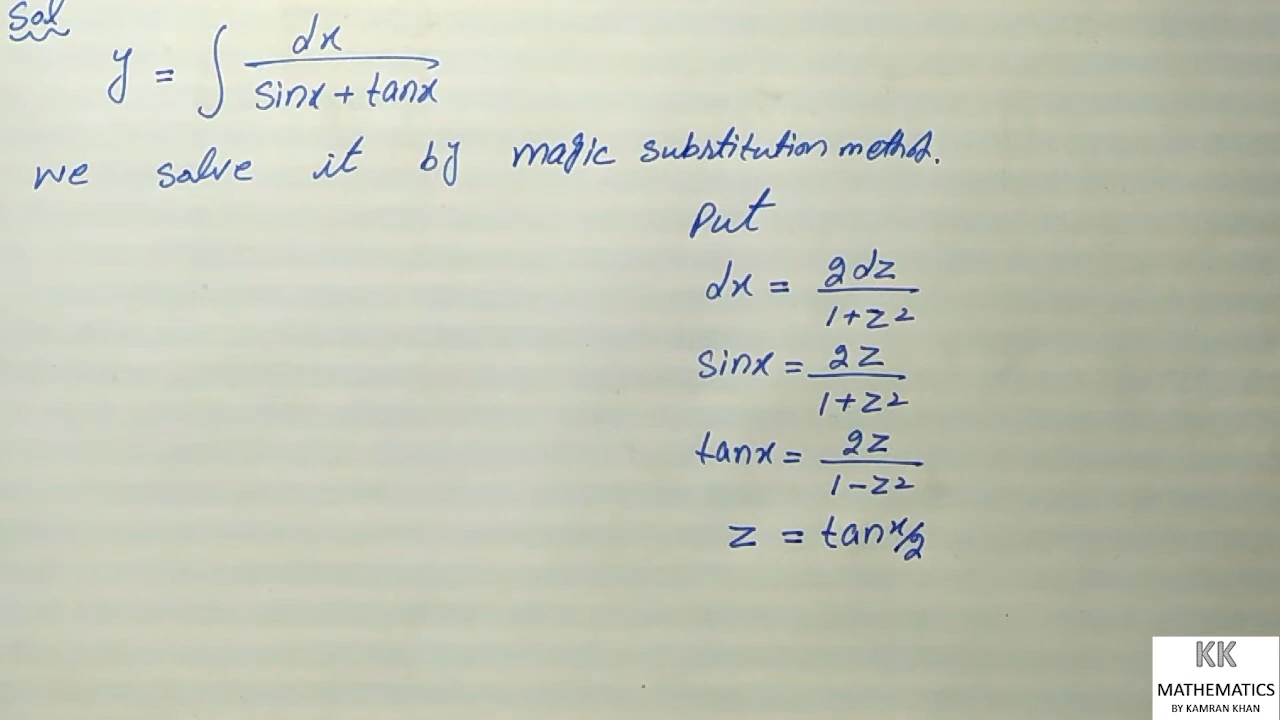 Sol
y = ∫ dx / (sinx + tanx)
we solve it by magic substitution method.
Put
dx = 2dz / (1+z²)
sinx = 2z / (1+z²)
tanx = 2z / (1-z²)
z = tan x/2
KK
MATHEMATICS
BY KAMRAN KHAN